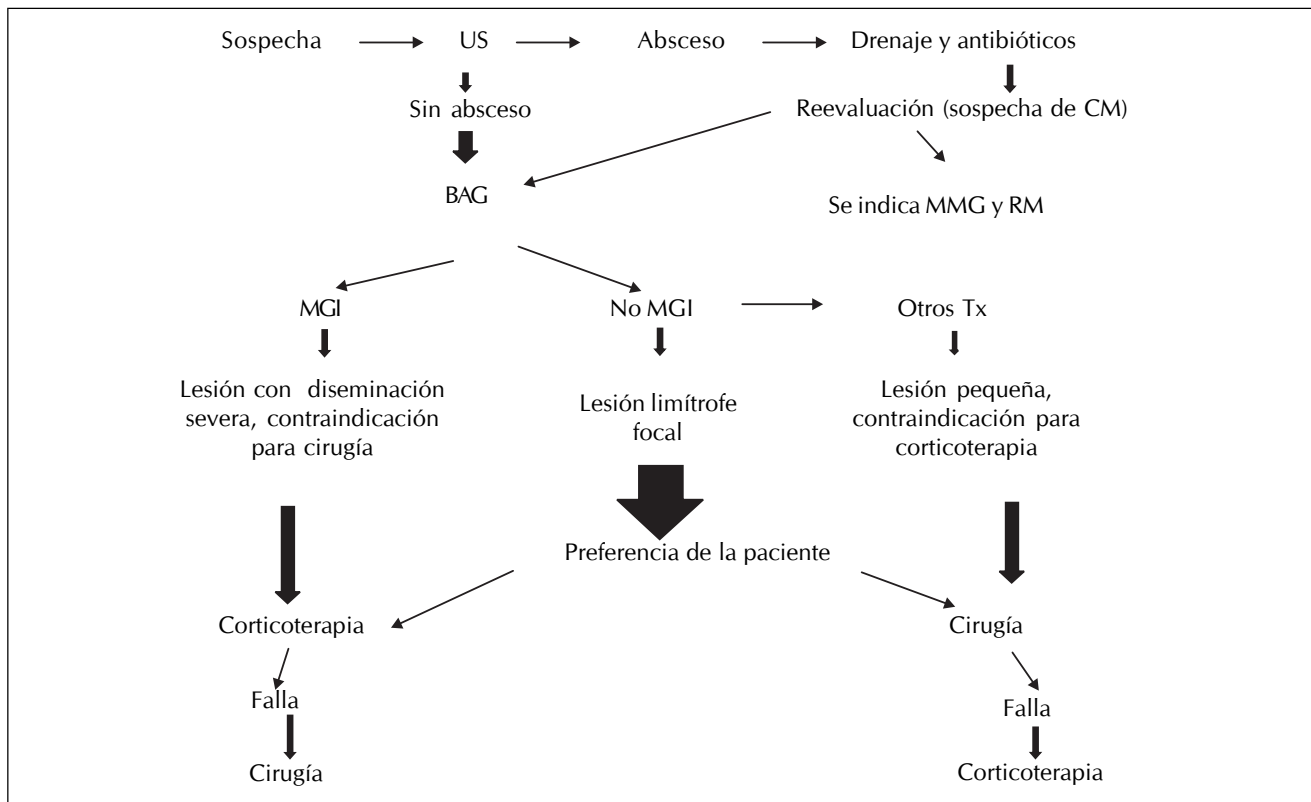 Sospecha US Absceso Drenaje y antibióticos
Sin absceso Reevaluación (sospecha de CM)
BAG
Se indica MMG y RM
MGI No MGI Otros Tx
Lesión con diseminación
severa, contraindicación
para cirugía
Lesión limítrofe
focal
Lesión pequeña,
contraindicación para
corticoterapia
Preferencia de la paciente
Corticoterapia Cirugía
Falla Falla
Cirugía Corticoterapia